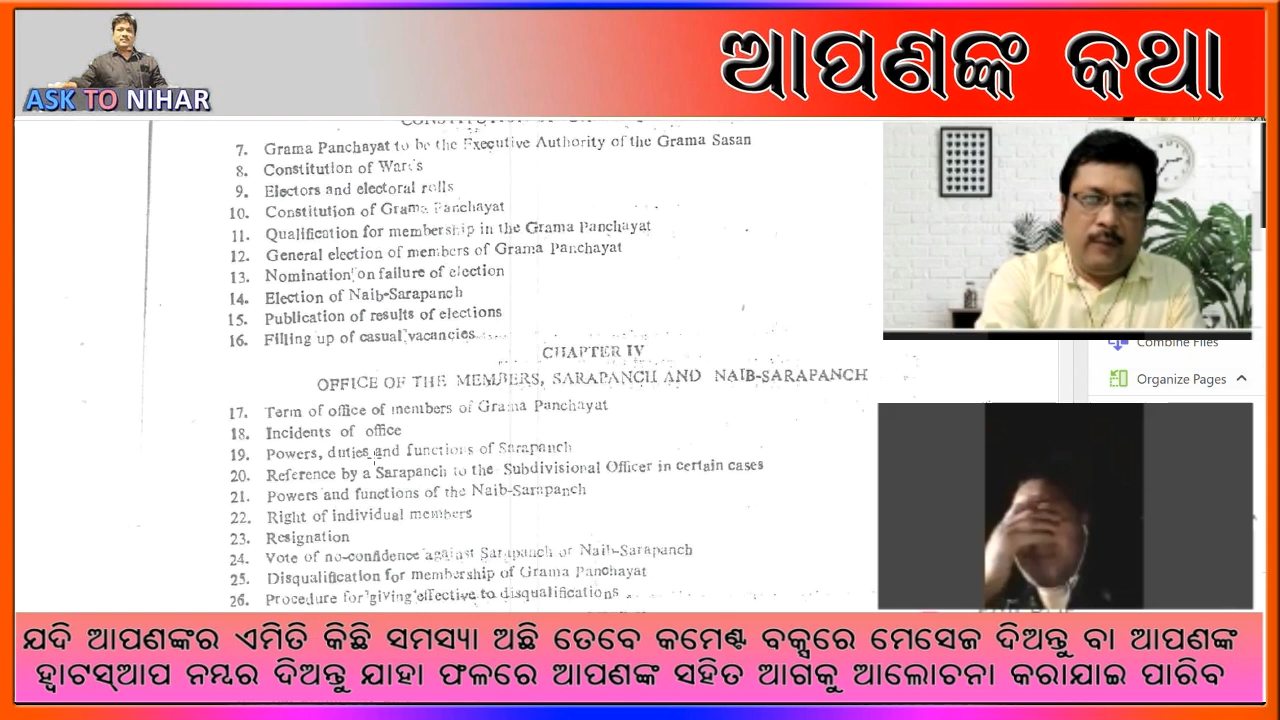 ଆପଣଙ୍କ କଥା
ASK TO NIHAR
7. Grama Panchayat to be the Executive Authority of the Grama Sasan
8. Constitution of Wards
9. Electors and electoral rolls
10. Constitution of Grama Panchayat
11. Qualification for membership in the Grama Panchayat
12. General election of members of Grama Panchayat
13. Nomination on failure of election
14. Election of Naib-Sarapanch
15. Publication of results of elections
16. Filling up of casual vacancies
CHAPTER IV
OFFICE OF THE MEMBERS, SARAPANCH AND NAIB-SARAPANCH
17. Term of office of members of Grama Panchayat
18. Incidents of office
19. Powers, duties and functions of Sarapanch
20. Reference by a Sarapanch to the Subdivisional Officer in certain cases
21. Powers and functions of the Naib-Sarapanch
22. Right of individual members
23. Resignation
24. Vote of no-confidence against Sarapanch or Naib-Sarapanch
25. Disqualification for membership of Grama Panchayat
26. Procedure for giving effective to disqualifications
Combine Files
Organize Pages
ଯଦି ଆପଣଙ୍କର ଏମିତି କିଛି ସମସ୍ୟା ଅଛି ତେବେ କମେଣ୍ଟ ବକ୍ସରେ ମେସେଜ ଦିଅନ୍ତୁ ବା ଆପଣଙ୍କ
ହ୍ୱାଟସ୍ଆପ ନମ୍ବର ଦିଅନ୍ତୁ ଯାହା ଫଳରେ ଆପଣଙ୍କ ସହିତ ଆଗକୁ ଆଲୋଚନା କରାଯାଇ ପାରିବ